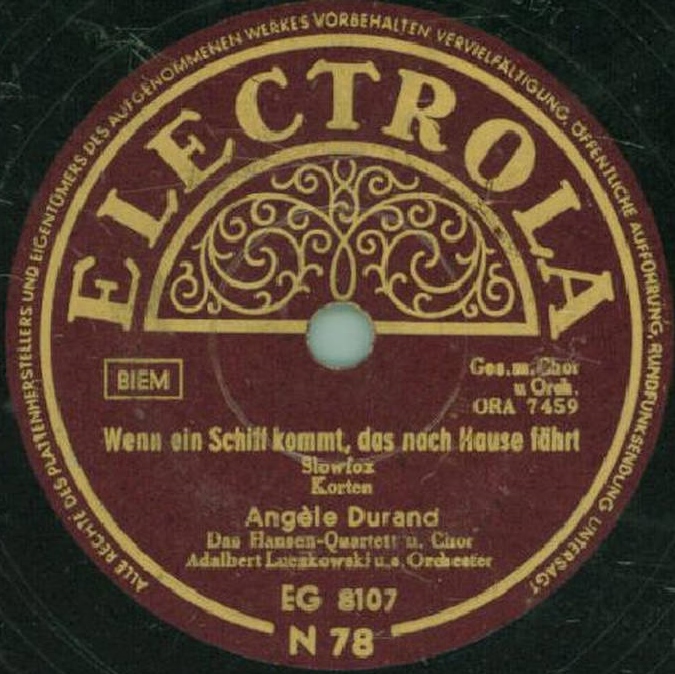 ALLE RECHTE DES PLATTENHERSTELLERS UND EIGENTÜMERS DES AUFGENOMMENEN WERKES VORBEHALTEN VERVIELFÄLTIGUNG, ÖFFENTLICHE AUFFÜHRUNG, RUNDFUNKSENDUNG UNTERSAGT
ELECTROLA
BIEM
Ges. m. Chor
u. Orch.
ORA 7459
Wenn ein Schiff kommt, das nach Hause fährt
Slowfox
Korten
Angèle Durand
Das Hansen-Quartett u. Chor
Adalbert Luczkowski u. s. Orchester
EG 8107
N 78